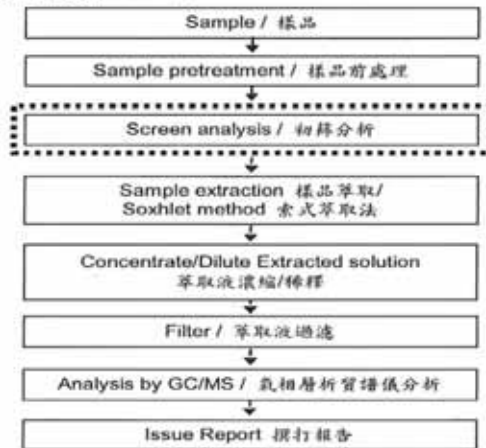 Sample / 樣品
Sample pretreatment / 樣品前處理
Screen analysis / 初篩分析
Sample extraction 樣品萃取/
Soxhlet method 索式萃取法
Concentrate/Dilute Extracted solution
萃取液濃縮/稀釋
Filter / 萃取液過濾
Analysis by GC/MS / 氣相層析質譜儀分析
Issue Report 撰打報告